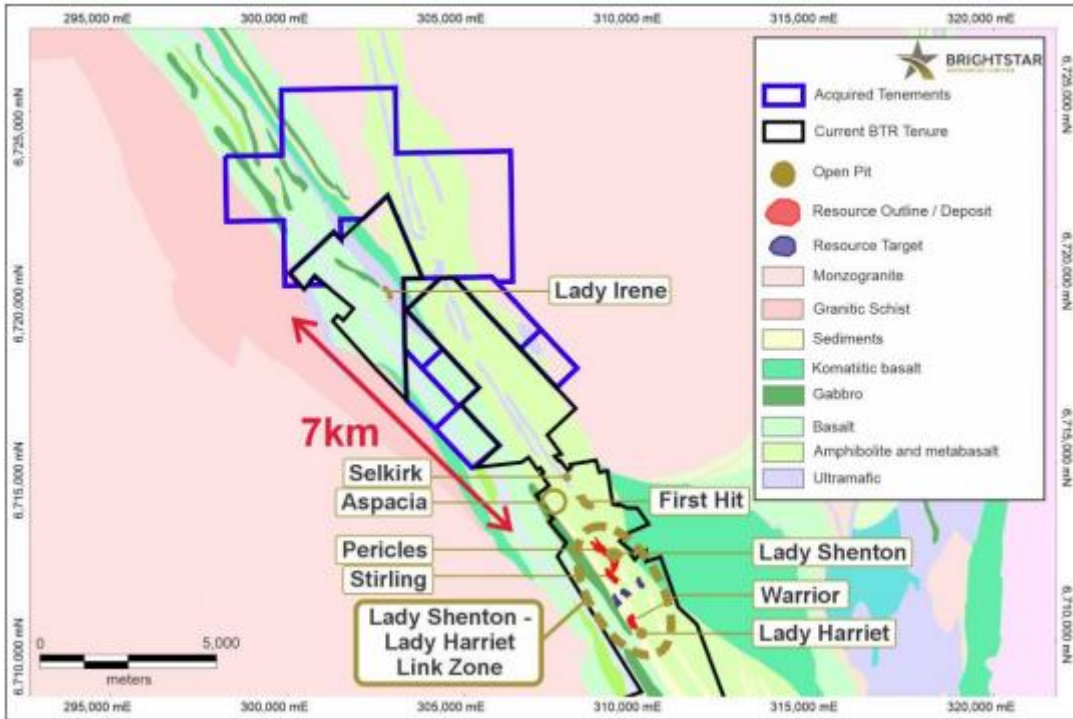 295,000 mE
300,000 mE
305,000 mE
310,000 mE
315,000 mE
320,000 mE
6,725,000 mN
6,720,000 mN
6,715,000 mN
6,710,000 mN
6,725,000 mN
6,720,000 mN
6,715,000 mN
6,710,000 mN
BRIGHTSTAR
Acquired Tenements
Current BTR Tenure
Open Pit
Resource Outline / Deposit
Resource Target
Monzogranite
Granitic Schist
Sediments
Komatiitic basalt
Gabbro
Basalt
Amphibolite and metabasalt
Ultramafic
Lady Irene
7km
Selkirk
Aspacia
First Hit
Pericles
Lady Shenton
Stirling
Warrior
Lady Shenton -
Lady Harriet
Link Zone
Lady Harriet
0
5,000
meters
295,000 mE
300,000 mE
305,000 mE
310,000 mE
315,000 mE
320,000 mE